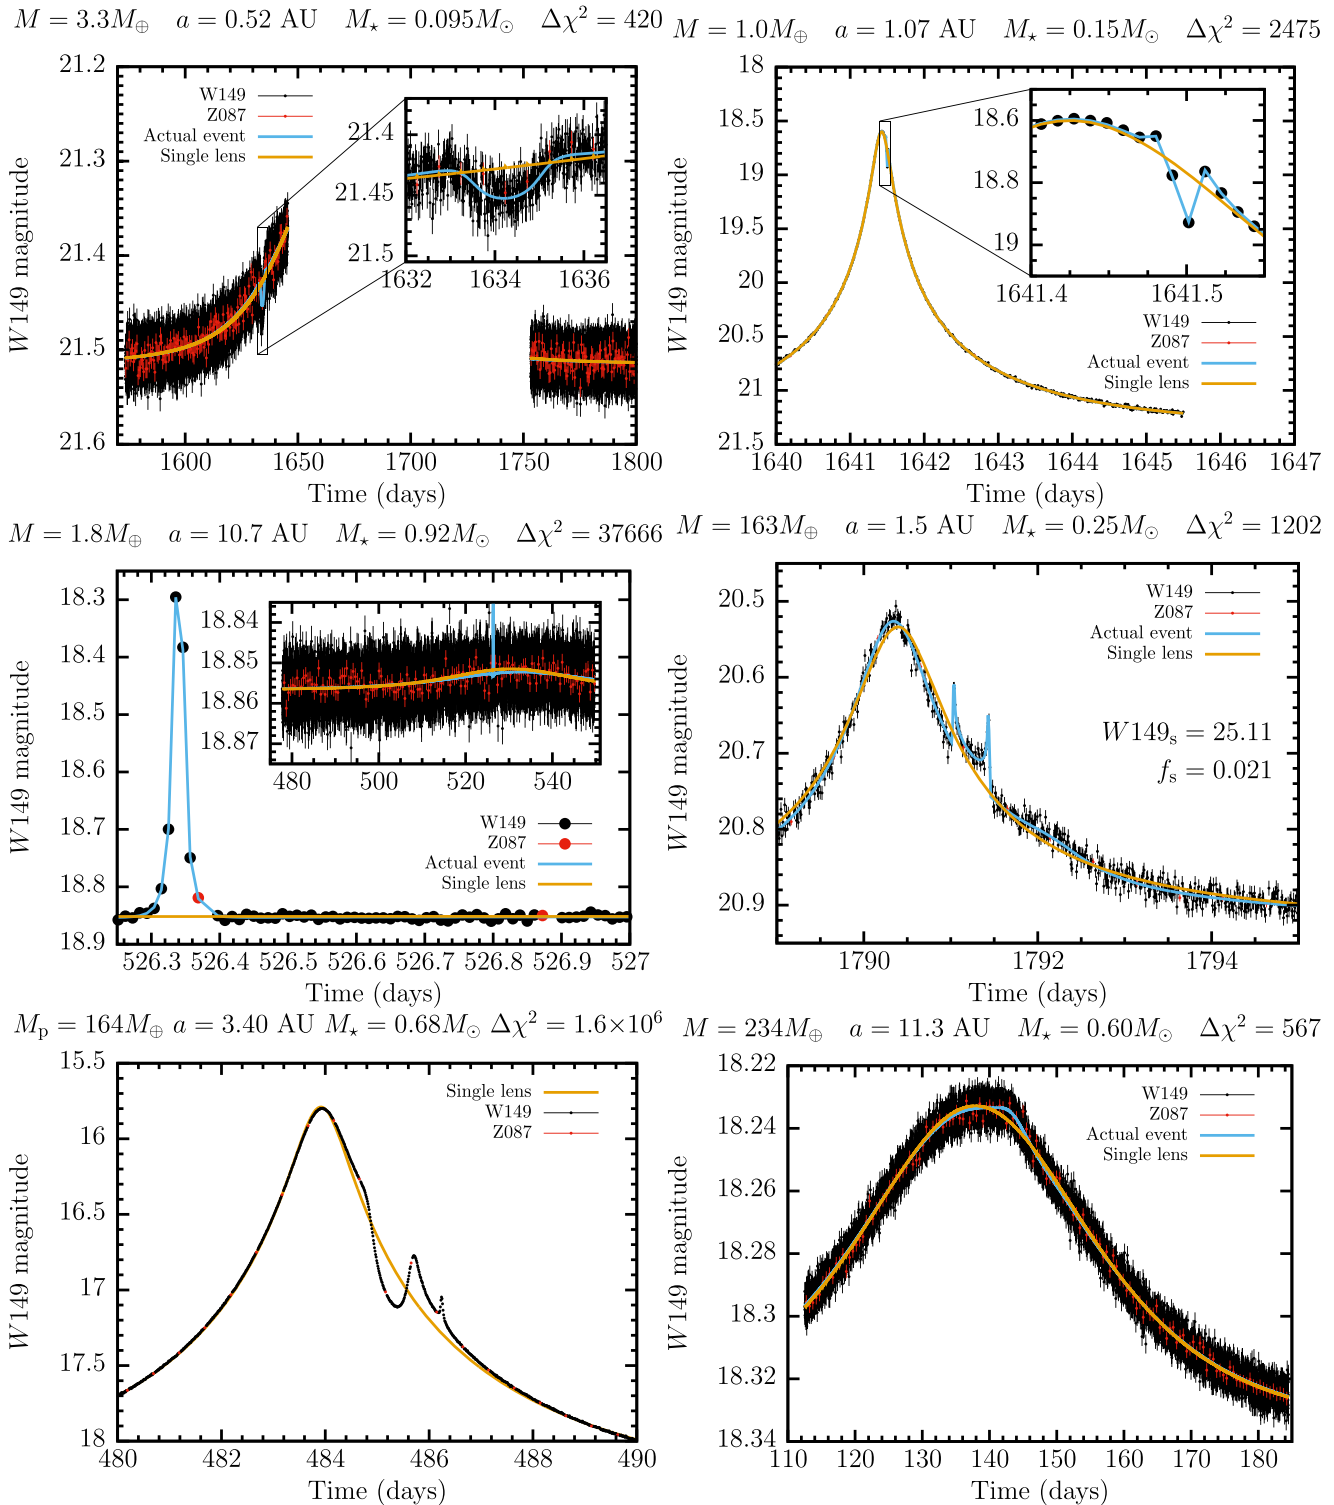 M = 3.3M⊕ a = 0.52 AU M⋆ = 0.095M⊙ Δχ² = 420
21.2
21.3
21.4
21.5
21.6
W149 magnitude
W149
Z087
Actual event
Single lens
21.4
21.45
21.5
1632 1634 1636
1600 1650 1700 1750 1800
Time (days)
M = 1.0M⊕ a = 1.07 AU M⋆ = 0.15M⊙ Δχ² = 2475
18
18.5
19
19.5
20
20.5
21
21.5
W149 magnitude
18.6
18.8
19
1641.4 1641.5
W149
Z087
Actual event
Single lens
1640 1641 1642 1643 1644 1645 1646 1647
Time (days)
M = 1.8M⊕ a = 10.7 AU M⋆ = 0.92M⊙ Δχ² = 37666
18.3
18.4
18.5
18.6
18.7
18.8
18.9
W149 magnitude
18.84
18.85
18.86
18.87
480 500 520 540
W149
Z087
Actual event
Single lens
526.3 526.4 526.5 526.6 526.7 526.8 526.9 527
Time (days)
M = 163M⊕ a = 1.5 AU M⋆ = 0.25M⊙ Δχ² = 1202
20.5
20.6
20.7
20.8
20.9
W149 magnitude
W149
Z087
Actual event
Single lens
W149s = 25.11
fs = 0.021
1790 1792 1794
Time (days)
Mp = 164M⊕ a = 3.40 AU M⋆ = 0.68M⊙ Δχ² = 1.6×10⁶
15.5
16
16.5
17
17.5
18
W149 magnitude
Single lens
W149
Z087
480 482 484 486 488 490
Time (days)
M = 234M⊕ a = 11.3 AU M⋆ = 0.60M⊙ Δχ² = 567
18.22
18.24
18.26
18.28
18.3
18.32
18.34
W149 magnitude
W149
Z087
Actual event
Single lens
110 120 130 140 150 160 170 180
Time (days)